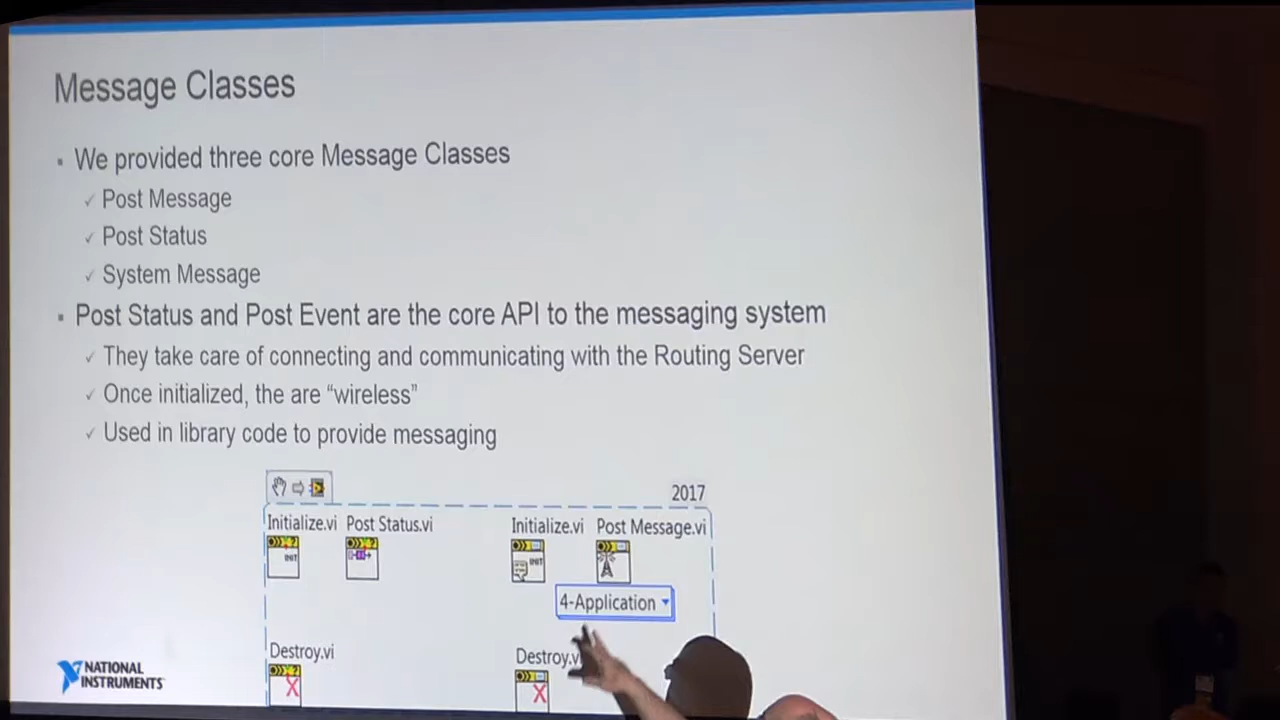 Message Classes
We provided three core Message Classes
Post Message
Post Status
System Message
Post Status and Post Event are the core API to the messaging system
They take care of connecting and communicating with the Routing Server
Once initialized, the are “wireless”
Used in library code to provide messaging
2017
Initialize.vi Post Status.vi Initialize.vi Post Message.vi
INIT INIT
4-Application
Destroy.vi Destroy.v
NATIONAL
INSTRUMENTS